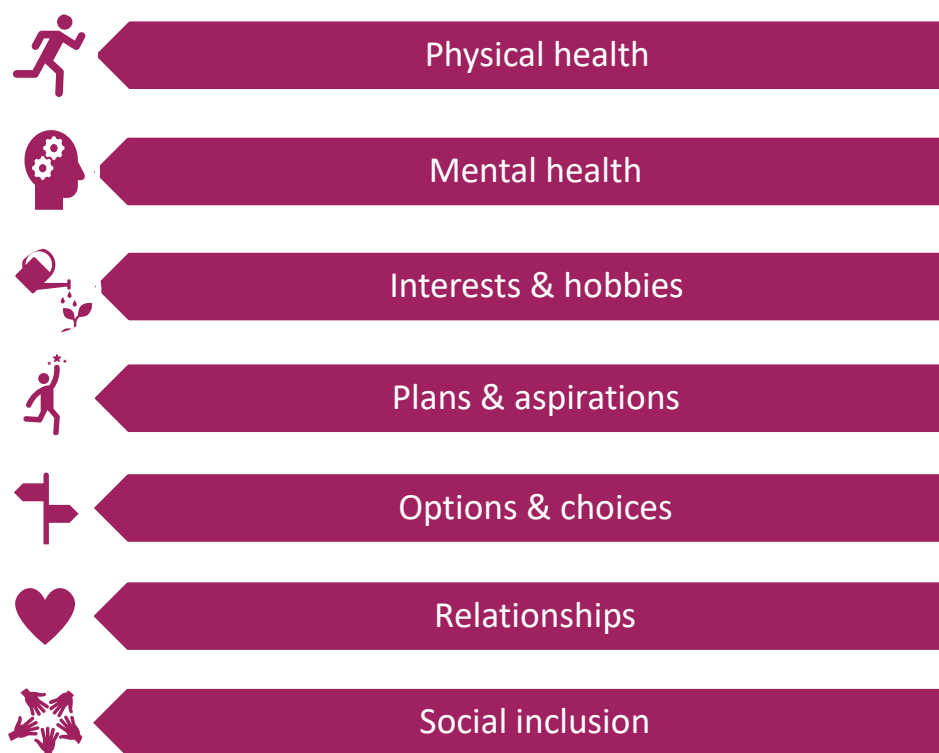 Physical health
Mental health
Interests & hobbies
Plans & aspirations
Options & choices
Relationships
Social inclusion